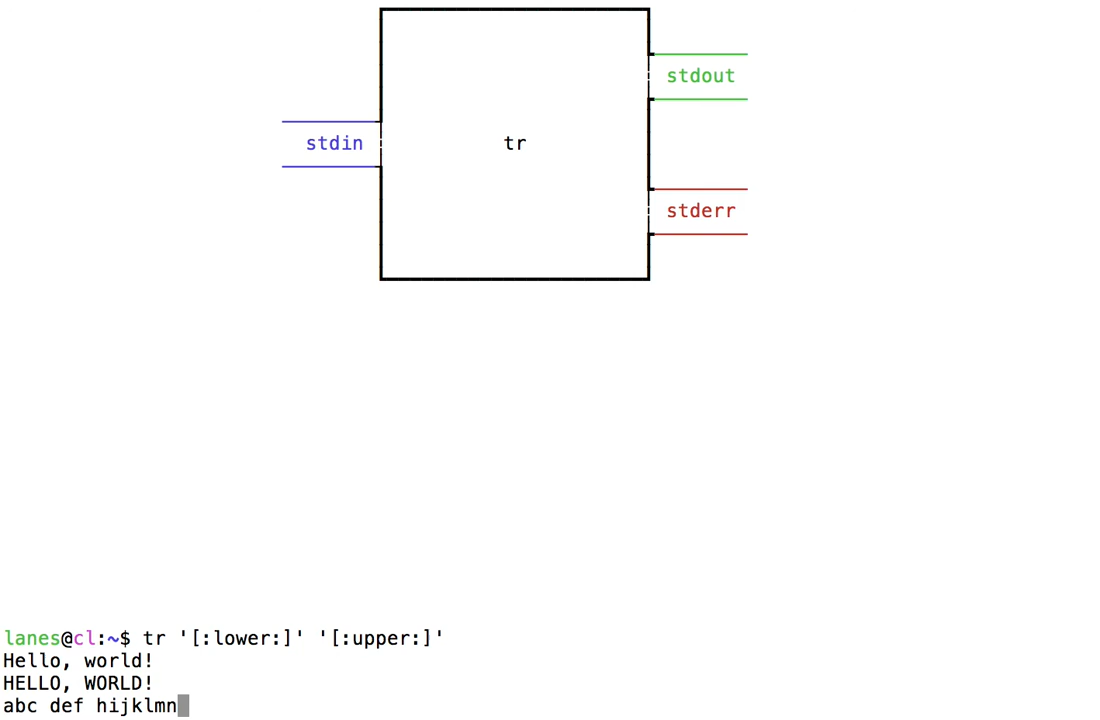 stdout
stdin
tr
stderr
lanes@cl:~$ tr '[:lower:]' '[:upper:]'
Hello, world!
HELLO, WORLD!
abc def hijklmn